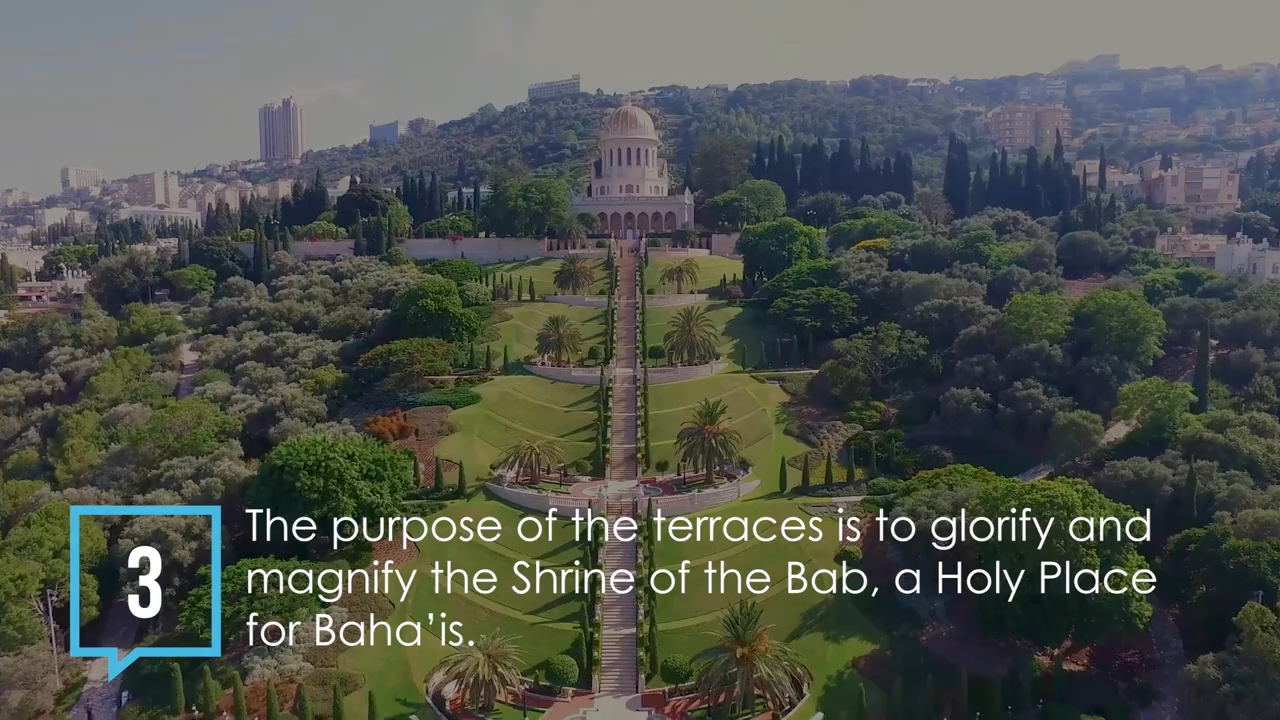 3
The purpose of the terraces is to glorify and
magnify the Shrine of the Bab, a Holy Place
for Baha’is.